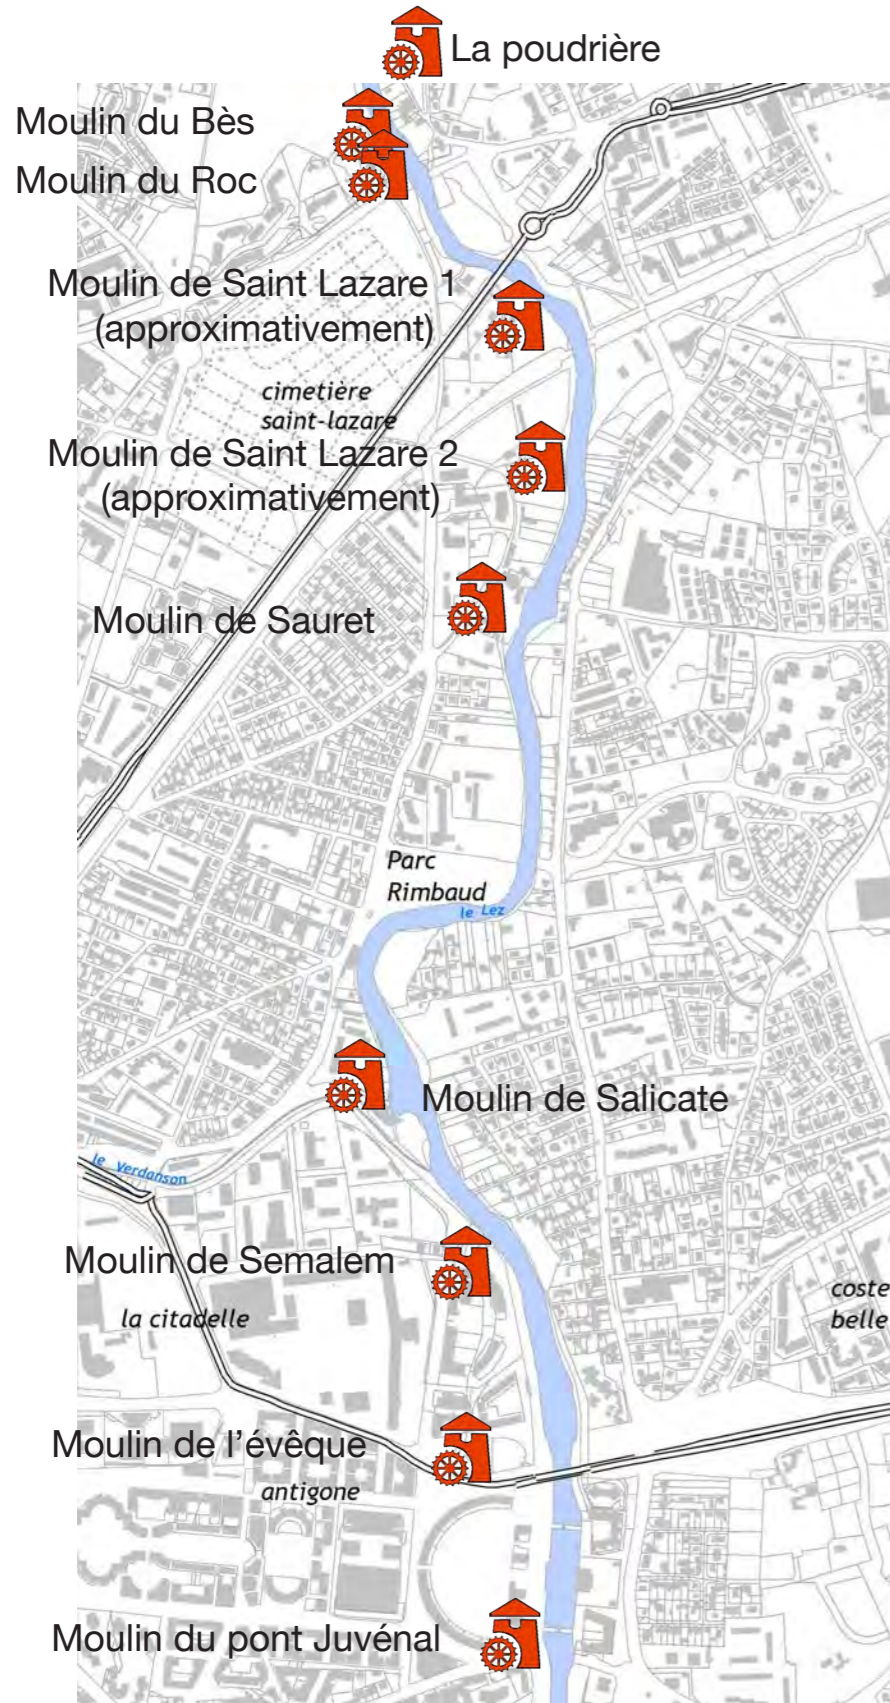 La poudrière
Moulin du Bès
Moulin du Roc
Moulin de Saint Lazare 1
(approximativement)
cimetière
saint-lazare
Moulin de Saint Lazare 2
(approximativement)
Moulin de Sauret
Parc
Rimbaud
le Lez
Moulin de Salicate
le Verdanson
Moulin de Semalem
coste
belle
la citadelle
Moulin de l'évêque
antigone
Moulin du pont Juvénal